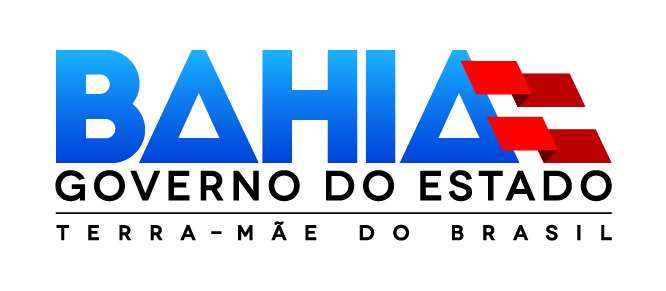 BAHIA
GOVERNO DO ESTADO
TERRA-MÃE DO BRASIL